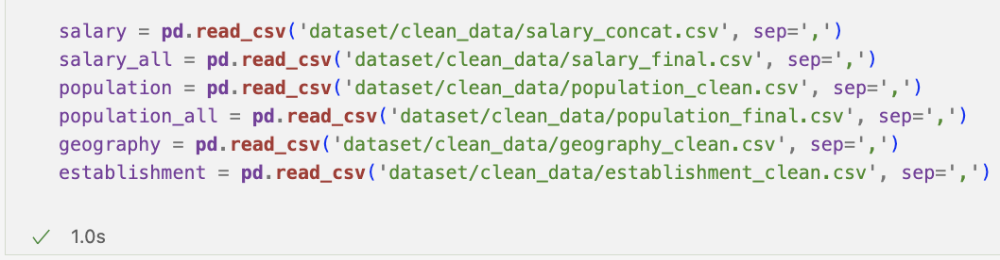 salary = pd.read_csv('dataset/clean_data/salary_concat.csv', sep=',')
salary_all = pd.read_csv('dataset/clean_data/salary_final.csv', sep=',')
population = pd.read_csv('dataset/clean_data/population_clean.csv', sep=',')
population_all = pd.read_csv('dataset/clean_data/population_final.csv', sep=',')
geography = pd.read_csv('dataset/clean_data/geography_clean.csv', sep=',')
establishment = pd.read_csv('dataset/clean_data/establishment_clean.csv', sep=',')
✓ 1.0s